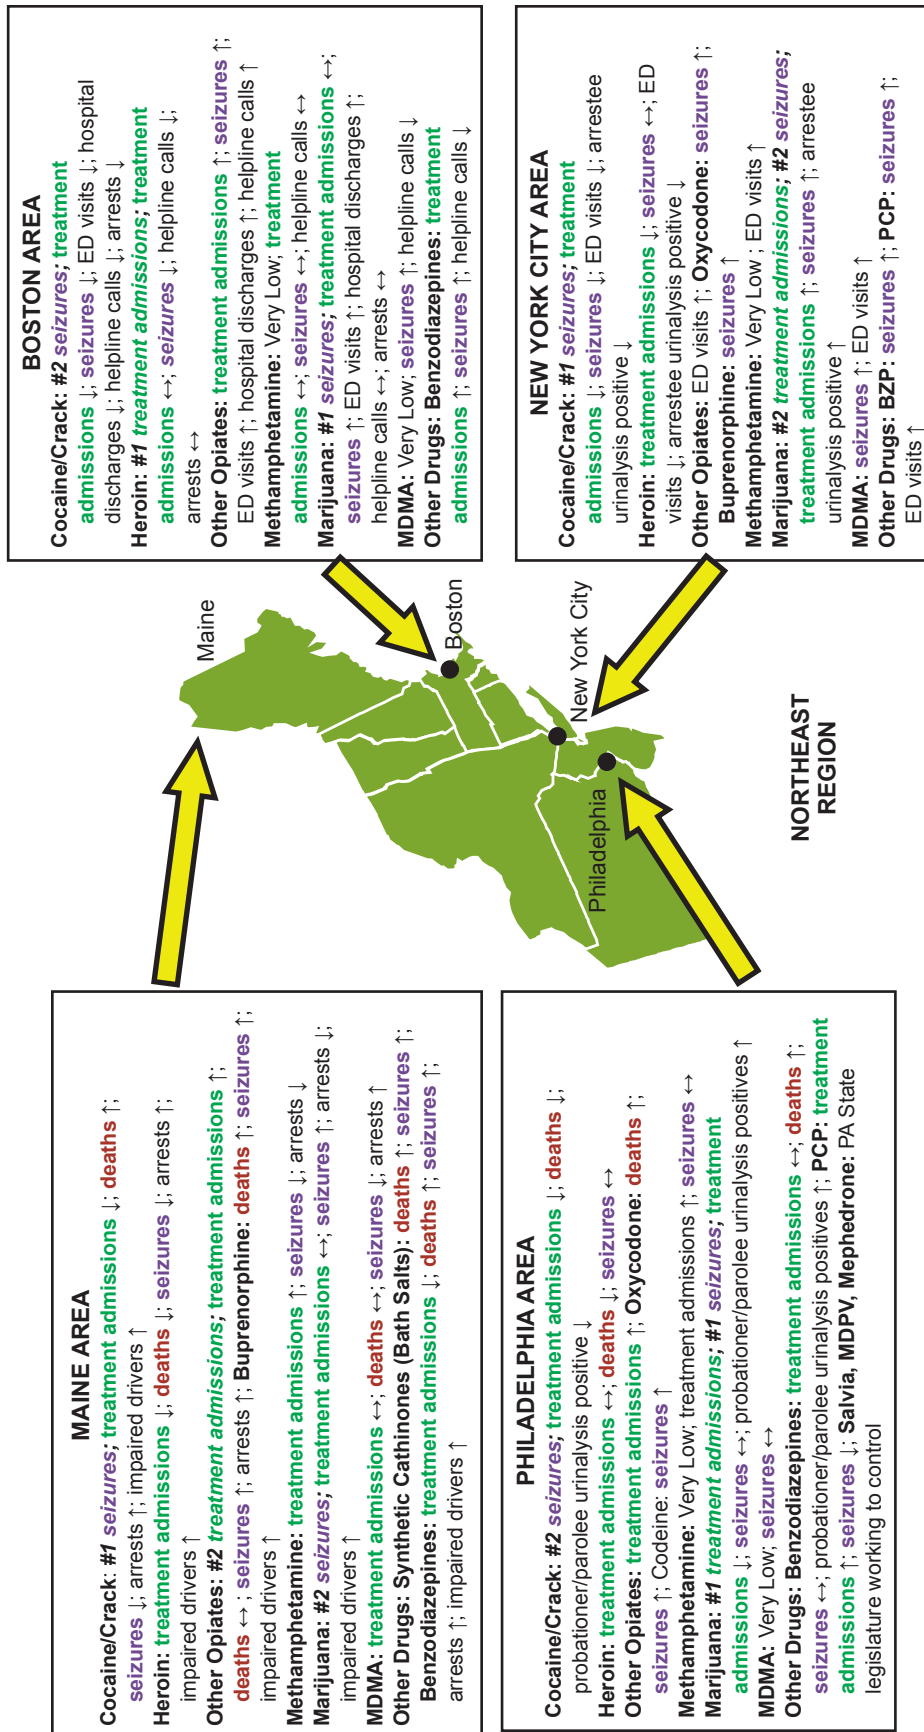 MAINE AREA
Cocaine/Crack: #1 seizures; treatment admissions ↓; deaths ↑;
seizures ↓; arrests ↑; impaired drivers ↑
Heroin: treatment admissions ↓; deaths ↓; seizures ↓; arrests ↑;
impaired drivers ↑
Other Opiates: #2 treatment admissions; treatment admissions ↑;
deaths ↔; seizures ↑; arrests ↑; Buprenorphine: deaths ↑; seizures ↑;
impaired drivers ↑
Methamphetamine: treatment admissions ↑; seizures ↓; arrests ↓
Marijuana: #2 seizures; treatment admissions ↔; seizures ↑; arrests ↓;
impaired drivers ↑
MDMA: treatment admissions ↔; deaths ↔; seizures ↓; arrests ↑
Other Drugs: Synthetic Cathinones (Bath Salts): deaths ↑; seizures ↑;
Benzodiazepines: treatment admissions ↓; deaths ↑; seizures ↑;
arrests ↑; impaired drivers ↑
BOSTON AREA
Cocaine/Crack: #2 seizures; treatment
admissions ↓; seizures ↓; ED visits ↓; hospital
discharges ↓; helpline calls ↓; arrests ↓
Heroin: #1 treatment admissions; treatment
admissions ↔; seizures ↓; helpline calls ↓;
arrests ↔
Other Opiates: treatment admissions ↑; seizures ↑;
ED visits ↑; hospital discharges ↑; helpline calls ↑
Methamphetamine: Very Low; treatment
admissions ↔; seizures ↔; helpline calls ↔
Marijuana: #1 seizures; treatment admissions ↔;
seizures ↑; ED visits ↑; hospital discharges ↑;
helpline calls ↔; arrests ↔
MDMA: Very Low; seizures ↑; helpline calls ↓
Other Drugs: Benzodiazepines: treatment
admissions ↑; seizures ↑; helpline calls ↓
Maine
Boston
New York City
Philadelphia
NORTHEAST
REGION
PHILADELPHIA AREA
Cocaine/Crack: #2 seizures; treatment admissions ↓; deaths ↓;
probationer/parolee urinalysis positive ↓
Heroin: treatment admissions ↔; deaths ↓; seizures ↔
Other Opiates: treatment admissions ↑; Oxycodone: deaths ↑;
seizures ↑; Codeine: seizures ↑
Methamphetamine: Very Low; treatment admissions ↑; seizures ↔
Marijuana: #1 treatment admissions; #1 seizures; treatment
admissions ↓; seizures ↔; probationer/parolee urinalysis positives ↑
MDMA: Very Low; seizures ↔
Other Drugs: Benzodiazepines: treatment admissions ↔; deaths ↑;
seizures ↔; probationer/parolee urinalysis positives ↑; PCP: treatment
admissions ↑; seizures ↓; Salvia, MDPV, Mephedrone: PA State
legislature working to control
NEW YORK CITY AREA
Cocaine/Crack: #1 seizures; treatment
admissions ↓; seizures ↓; ED visits ↓; arrestee
urinalysis positive ↓
Heroin: treatment admissions ↓; seizures ↔; ED
visits ↓; arrestee urinalysis positive ↓
Other Opiates: ED visits ↑; Oxycodone: seizures ↑;
Buprenorphine: seizures ↑
Methamphetamine: Very Low ; ED visits ↑
Marijuana: #2 treatment admissions; #2 seizures;
treatment admissions ↑; seizures ↑; arrestee
urinalysis positive ↑
MDMA: seizures ↑; ED visits ↑
Other Drugs: BZP: seizures ↑; PCP: seizures ↑;
ED visits ↑